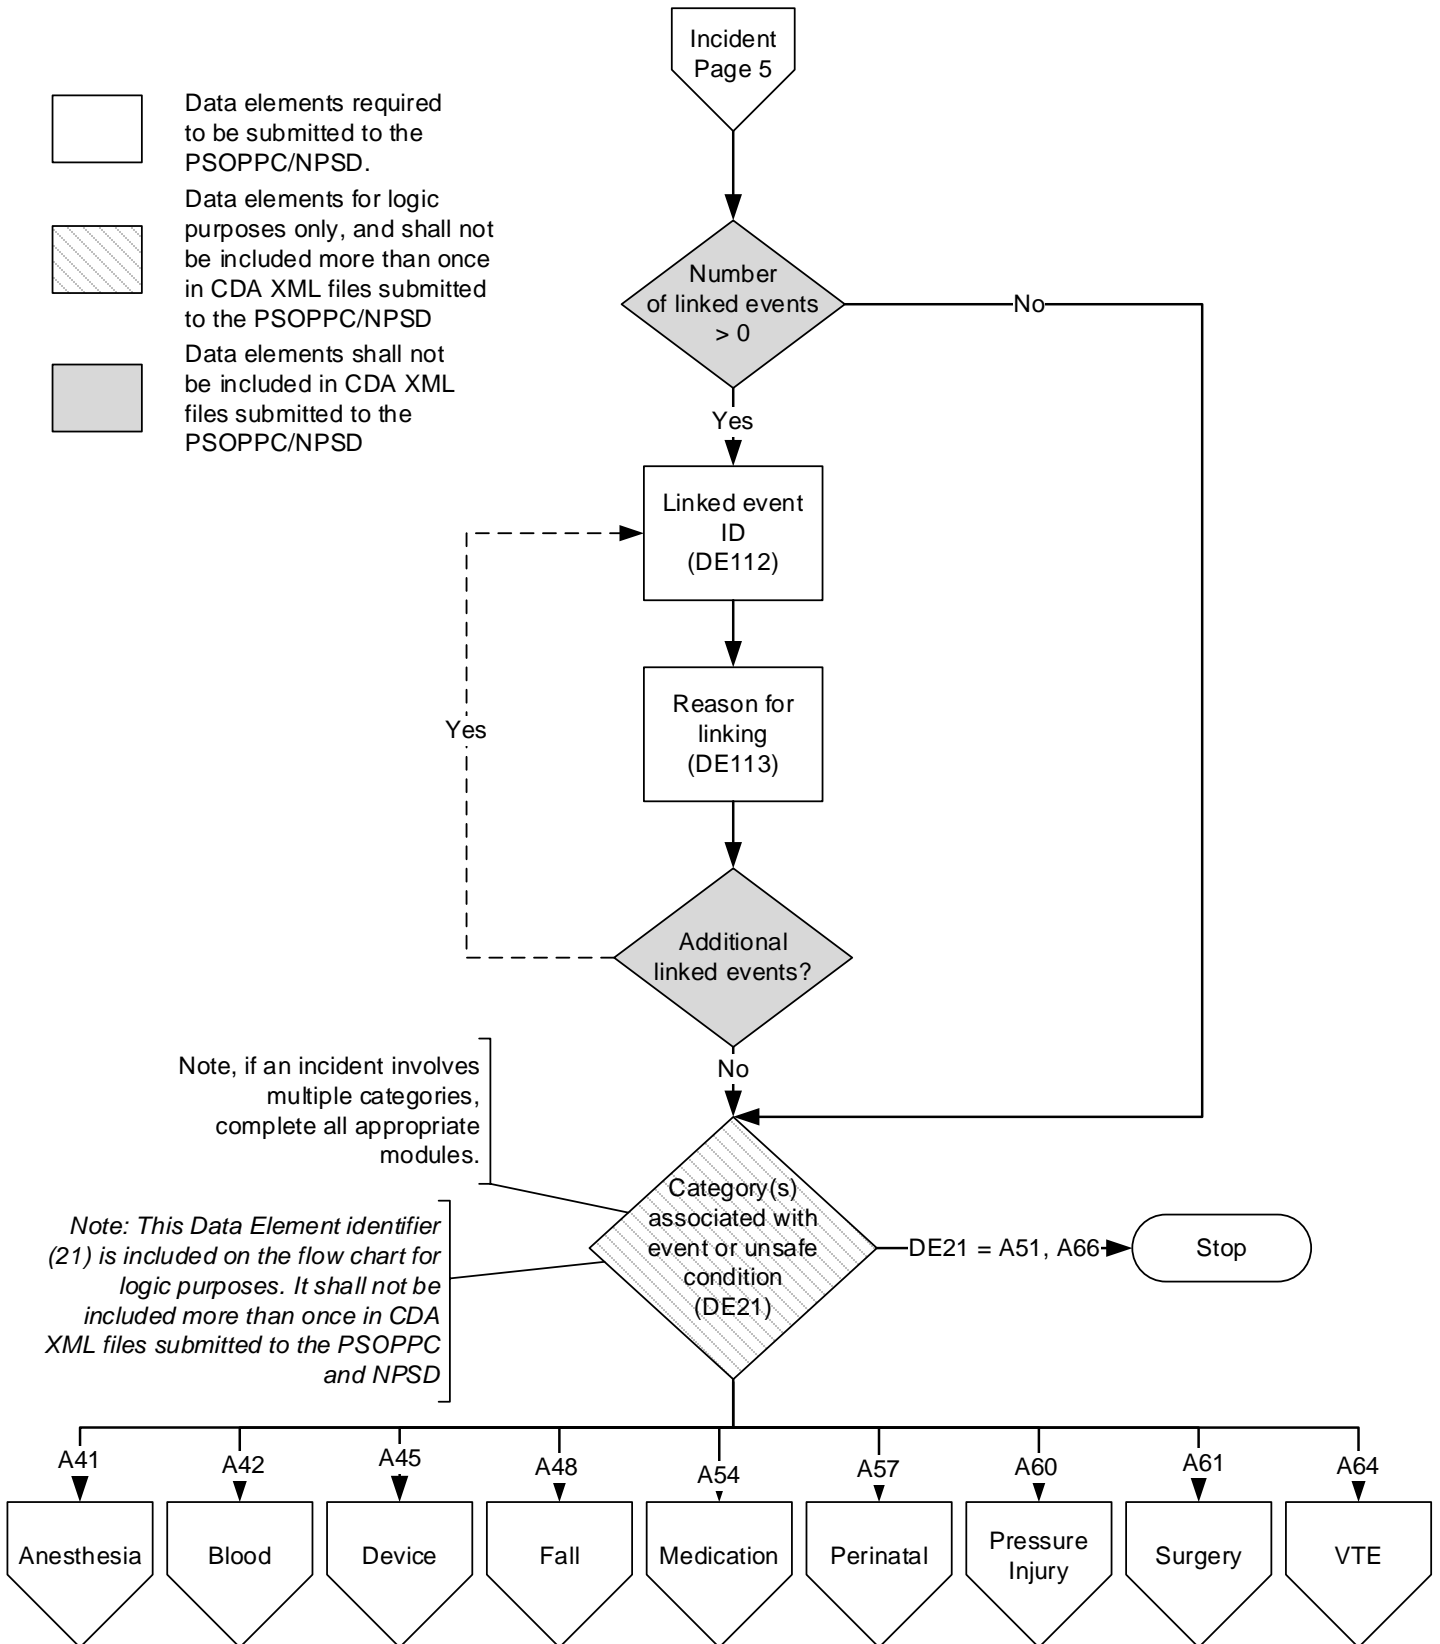 Incident
Page 5
Data elements required
to be submitted to the
PSOPPC/NPSD.
Data elements for logic
purposes only, and shall not
be included more than once
in CDA XML files submitted
to the PSOPPC/NPSD
Data elements shall not
be included in CDA XML
files submitted to the
PSOPPC/NPSD
Number
of linked events
> 0
No
Yes
Linked event
ID
(DE112)
Reason for
linking
(DE113)
Yes
Additional
linked events?
No
Note, if an incident involves
multiple categories,
complete all appropriate
modules.
Note: This Data Element identifier
(21) is included on the flow chart for
logic purposes. It shall not be
included more than once in CDA
XML files submitted to the PSOPPC
and NPSD
Category(s)
associated with
event or unsafe
condition
(DE21)
DE21 = A51, A66
Stop
A41
A42
A45
A48
A54
A57
A60
A61
A64
Anesthesia
Blood
Device
Fall
Medication
Perinatal
Pressure
Injury
Surgery
VTE